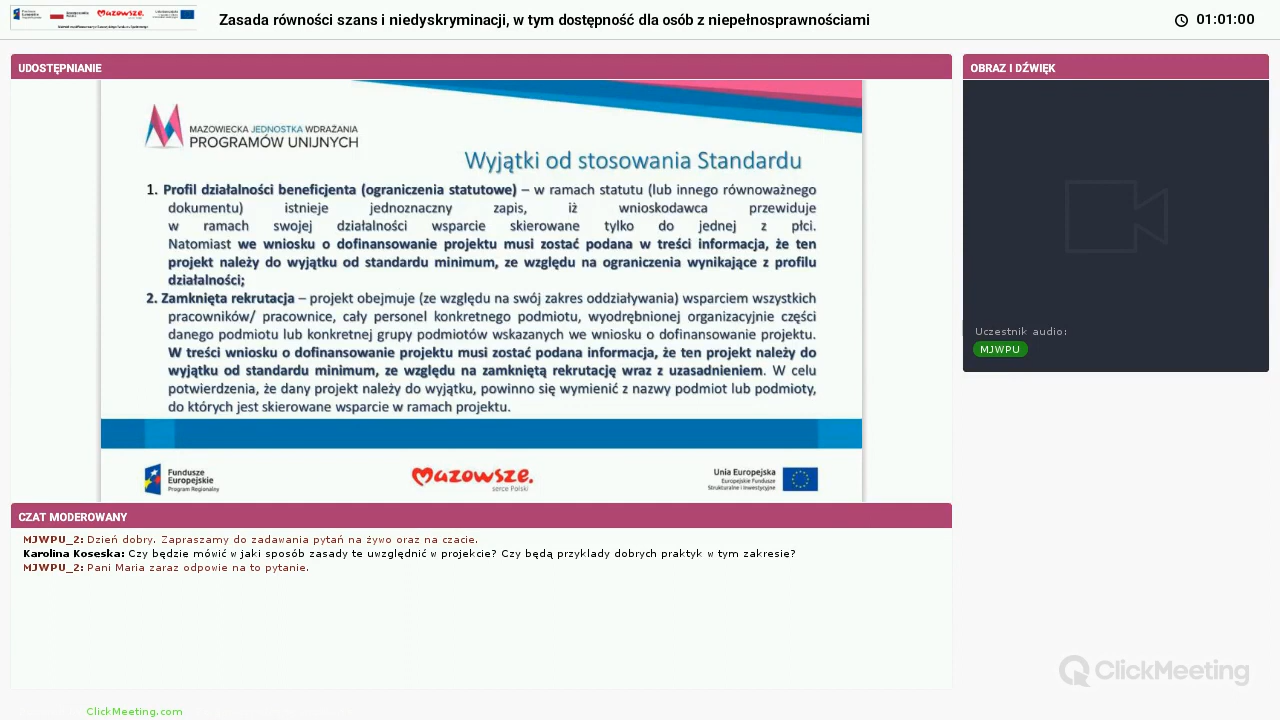 Fundusze Europejskie
mazowsze.
Zasada równości szans i niedyskryminacji, w tym dostępność dla osób z niepełnosprawnościami
01:01:00
UDOSTĘPNIANIE
OBRAZ I DŹWIĘK
MAZOWIECKA JEDNOSTKA WDRAŻANIA
PROGRAMÓW UNIJNYCH
Wyjątki od stosowania Standardu
1. Profil działalności beneficjenta (ograniczenia statutowe) – w ramach statutu (lub innego równoważnego
dokumentu) istnieje jednoznaczny zapis, iż wnioskodawca przewiduje
w ramach swojej działalności wsparcie skierowane tylko do jednej z płci.
Natomiast we wniosku o dofinansowanie projektu musi zostać podana w treści informacja, że ten
projekt należy do wyjątku od standardu minimum, ze względu na ograniczenia wynikające z profilu
działalności;
2. Zamknięta rekrutacja – projekt obejmuje (ze względu na swój zakres oddziaływania) wsparciem wszystkich
pracowników/ pracownice, cały personel konkretnego podmiotu, wyodrębnionej organizacyjnie części
danego podmiotu lub konkretnej grupy podmiotów wskazanych we wniosku o dofinansowanie projektu.
W treści wniosku o dofinansowanie projektu musi zostać podana informacja, że ten projekt należy do
wyjątku od standardu minimum, ze względu na zamkniętą rekrutację wraz z uzasadnieniem. W celu
potwierdzenia, że dany projekt należy do wyjątku, powinno się wymienić z nazwy podmiot lub podmioty,
do których jest skierowane wsparcie w ramach projektu.
Fundusze
Europejskie
Program Regionalny
mazowsze.
serce Polski
Unia Europejska
Europejskie Fundusze
Strukturalne i Inwestycyjne
Uczestnik audio:
MJWPU
CZAT MODEROWANY
MJWPU_2: Dzień dobry. Zapraszamy do zadawania pytań na żywo oraz na czacie.
Karolina Koseska: Czy będzie mówić w jaki sposób zasady te uwzględnić w projekcie? Czy będą przyklady dobrych praktyk w tym zakresie?
MJWPU_2: Pani Maria zaraz odpowie na to pytanie.
ClickMeeting
ClickMeeting.com